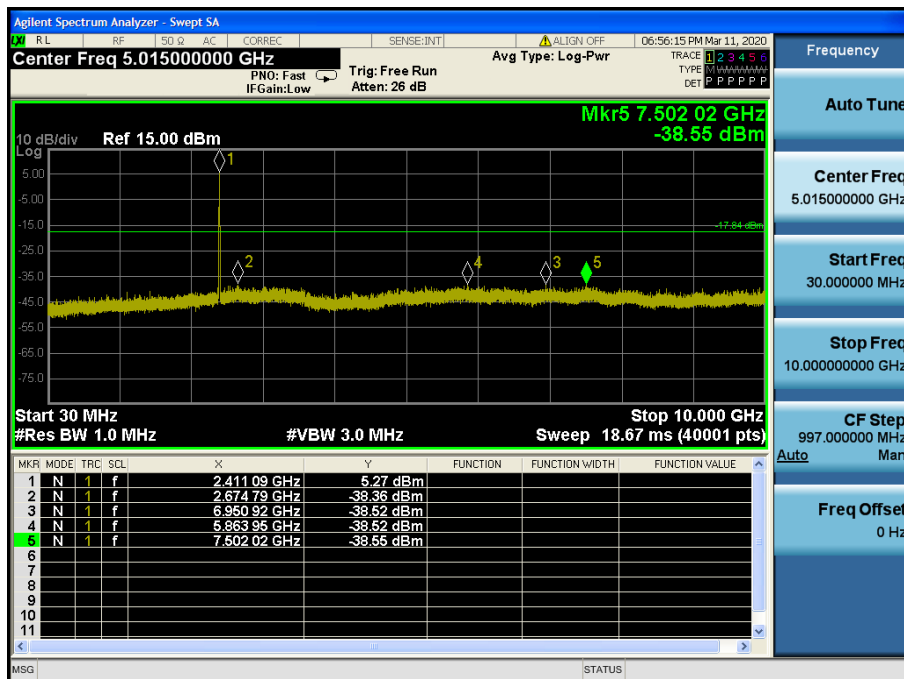 Agilent Spectrum Analyzer - Swept SA
LXI RL RF 50 Ω AC CORREC SENSE:INT ALIGN OFF 06:56:15 PM Mar 11, 2020
Center Freq 5.015000000 GHz
PNO: Fast
IFGain:Low
Trig: Free Run
Atten: 26 dB
Avg Type: Log-Pwr
TRACE 1 2 3 4 5 6
TYPE MWWWWW
DET P P P P P P
Mkr5 7.502 02 GHz
-38.55 dBm
10 dB/div Ref 15.00 dBm
Log
5.00
-5.00
-15.0
-25.0
-35.0
-45.0
-55.0
-65.0
-75.0
-17.84 dBm
1
2
4
3
5
Start 30 MHz Stop 10.000 GHz
#Res BW 1.0 MHz #VBW 3.0 MHz Sweep 18.67 ms (40001 pts)
MKR MODE TRC SCL X Y FUNCTION FUNCTION WIDTH FUNCTION VALUE
1 N 1 f 2.411 09 GHz 5.27 dBm
2 N 1 f 2.674 79 GHz -38.36 dBm
3 N 1 f 6.950 92 GHz -38.52 dBm
4 N 1 f 5.863 95 GHz -38.52 dBm
5 N 1 f 7.502 02 GHz -38.55 dBm
6
7
8
9
10
11
MSG STATUS
Frequency
Auto Tune
Center Freq
5.015000000 GHz
Start Freq
30.000000 MHz
Stop Freq
10.000000000 GHz
CF Step
997.000000 MHz
Auto Man
Freq Offset
0 Hz